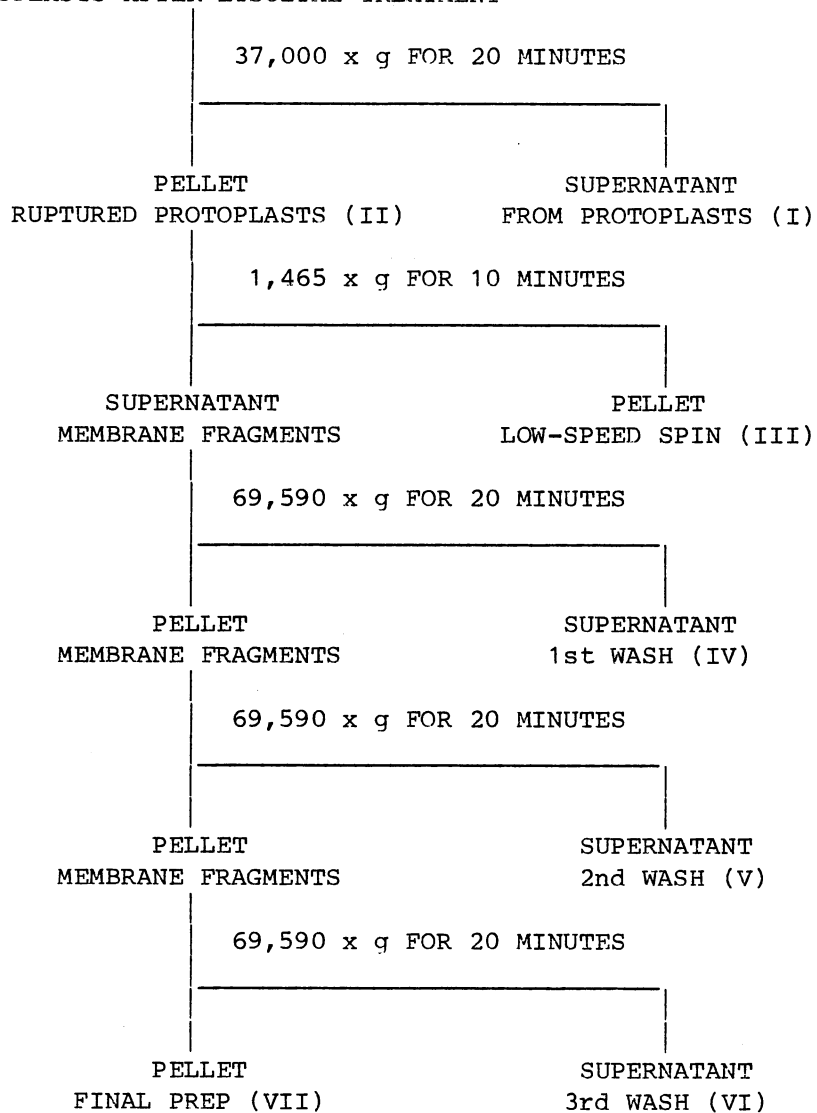 37,000 x g FOR 20 MINUTES
PELLET SUPERNATANT
RUPTURED PROTOPLASTS (II) FROM PROTOPLASTS (I)
1,465 x g FOR 10 MINUTES
SUPERNATANT PELLET
MEMBRANE FRAGMENTS LOW-SPEED SPIN (III)
69,590 x g FOR 20 MINUTES
PELLET SUPERNATANT
MEMBRANE FRAGMENTS 1st WASH (IV)
69,590 x g FOR 20 MINUTES
PELLET SUPERNATANT
MEMBRANE FRAGMENTS 2nd WASH (V)
69,590 x g FOR 20 MINUTES
PELLET SUPERNATANT
FINAL PREP (VII) 3rd WASH (VI)